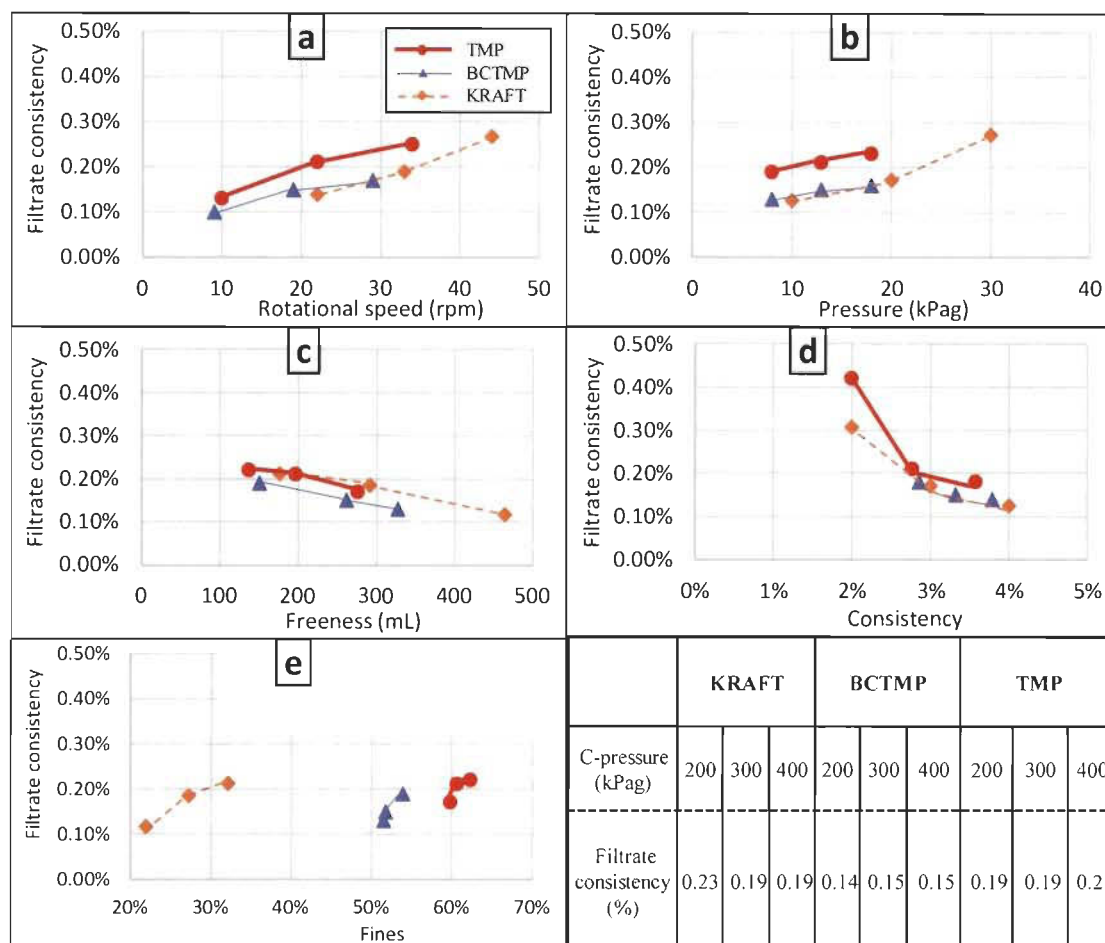 a
0.50%
0.40%
0.30%
0.20%
0.10%
0.00%
Filtrate consistency
TMP
BCTMP
KRAFT
0 10 20 30 40 50
Rotational speed (rpm)
b
0.50%
0.40%
0.30%
0.20%
0.10%
0.00%
Filtrate consistency
0 10 20 30 40
Pressure (kPag)
c
0.50%
0.40%
0.30%
0.20%
0.10%
0.00%
Filtrate consistency
0 100 200 300 400 500
Freeness (mL)
d
0.50%
0.40%
0.30%
0.20%
0.10%
0.00%
Filtrate consistency
0% 1% 2% 3% 4% 5%
Consistency
e
0.50%
0.40%
0.30%
0.20%
0.10%
0.00%
Filtrate consistency
20% 30% 40% 50% 60% 70%
Fines
KRAFT BCTMP TMP
C-pressure
(kPag)
200 300 400 200 300 400 200 300 400
Filtrate
consistency
(%)
0.23 0.19 0.19 0.14 0.15 0.15 0.19 0.19 0.2